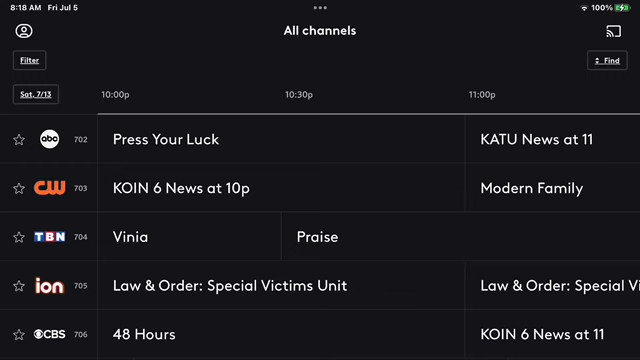 8:18 AM Fri Jul 5
100%
All channels
Filter
Find
Sat, 7/13
10:00p
10:30p
11:00p
abc 702 Press Your Luck KATU News at 11
CW 703 KOIN 6 News at 10p Modern Family
TBN 704 Vinia Praise
ion 705 Law & Order: Special Victims Unit Law & Order: Special Vi
CBS 706 48 Hours KOIN 6 News at 11